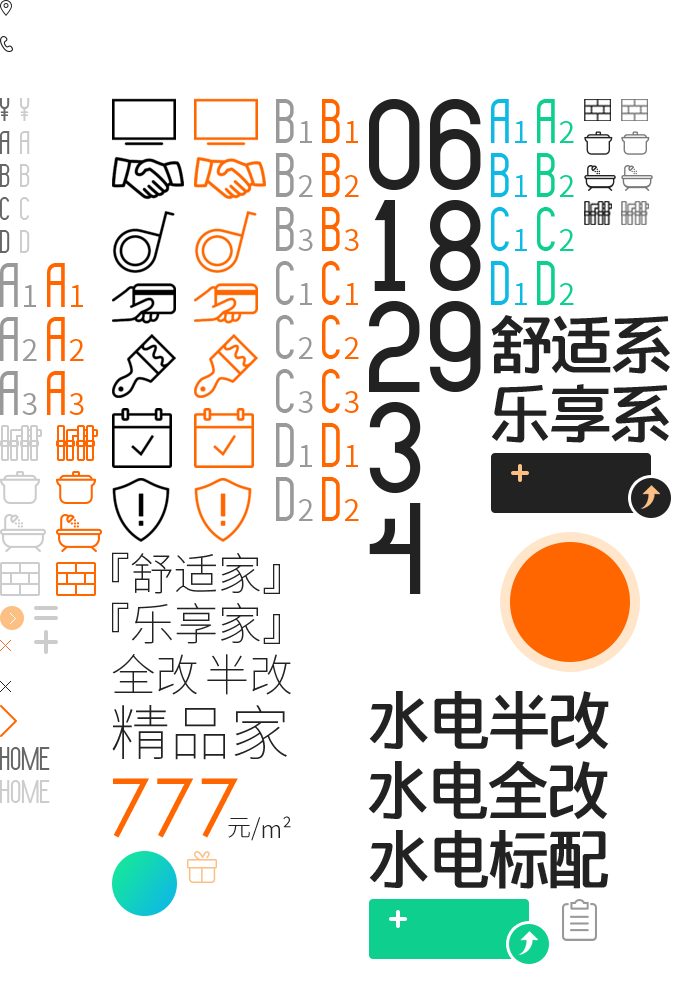 ¥ ¥
A A
B B
C C
D D
A1 A1
A2 A2
A3 A3
HOME
HOME
B1 B1
B2 B2
B3 B3
C1 C1
C2 C2
C3 C3
D1 D1
D2 D2
『舒适家』
『乐享家』
全改 半改
精品家
777元/m²
06
18
29
3
4
A1 A2
B1 B2
C1 C2
D1 D2
舒适系
乐享系
水电半改
水电全改
水电标配